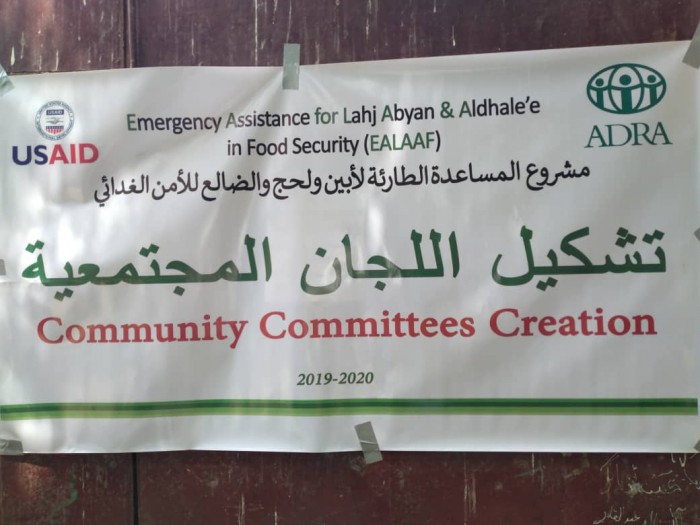 USAID
Emergency Assistance for Lahj Abyan & Aldhale'e
in Food Security (EALAAF)
ADRA
مشروع المساعدة الطارئة لأبين ولحج والضالع للأمن الغدائي
تشكيل اللجان المجتمعية
Community Committees Creation
2019-2020